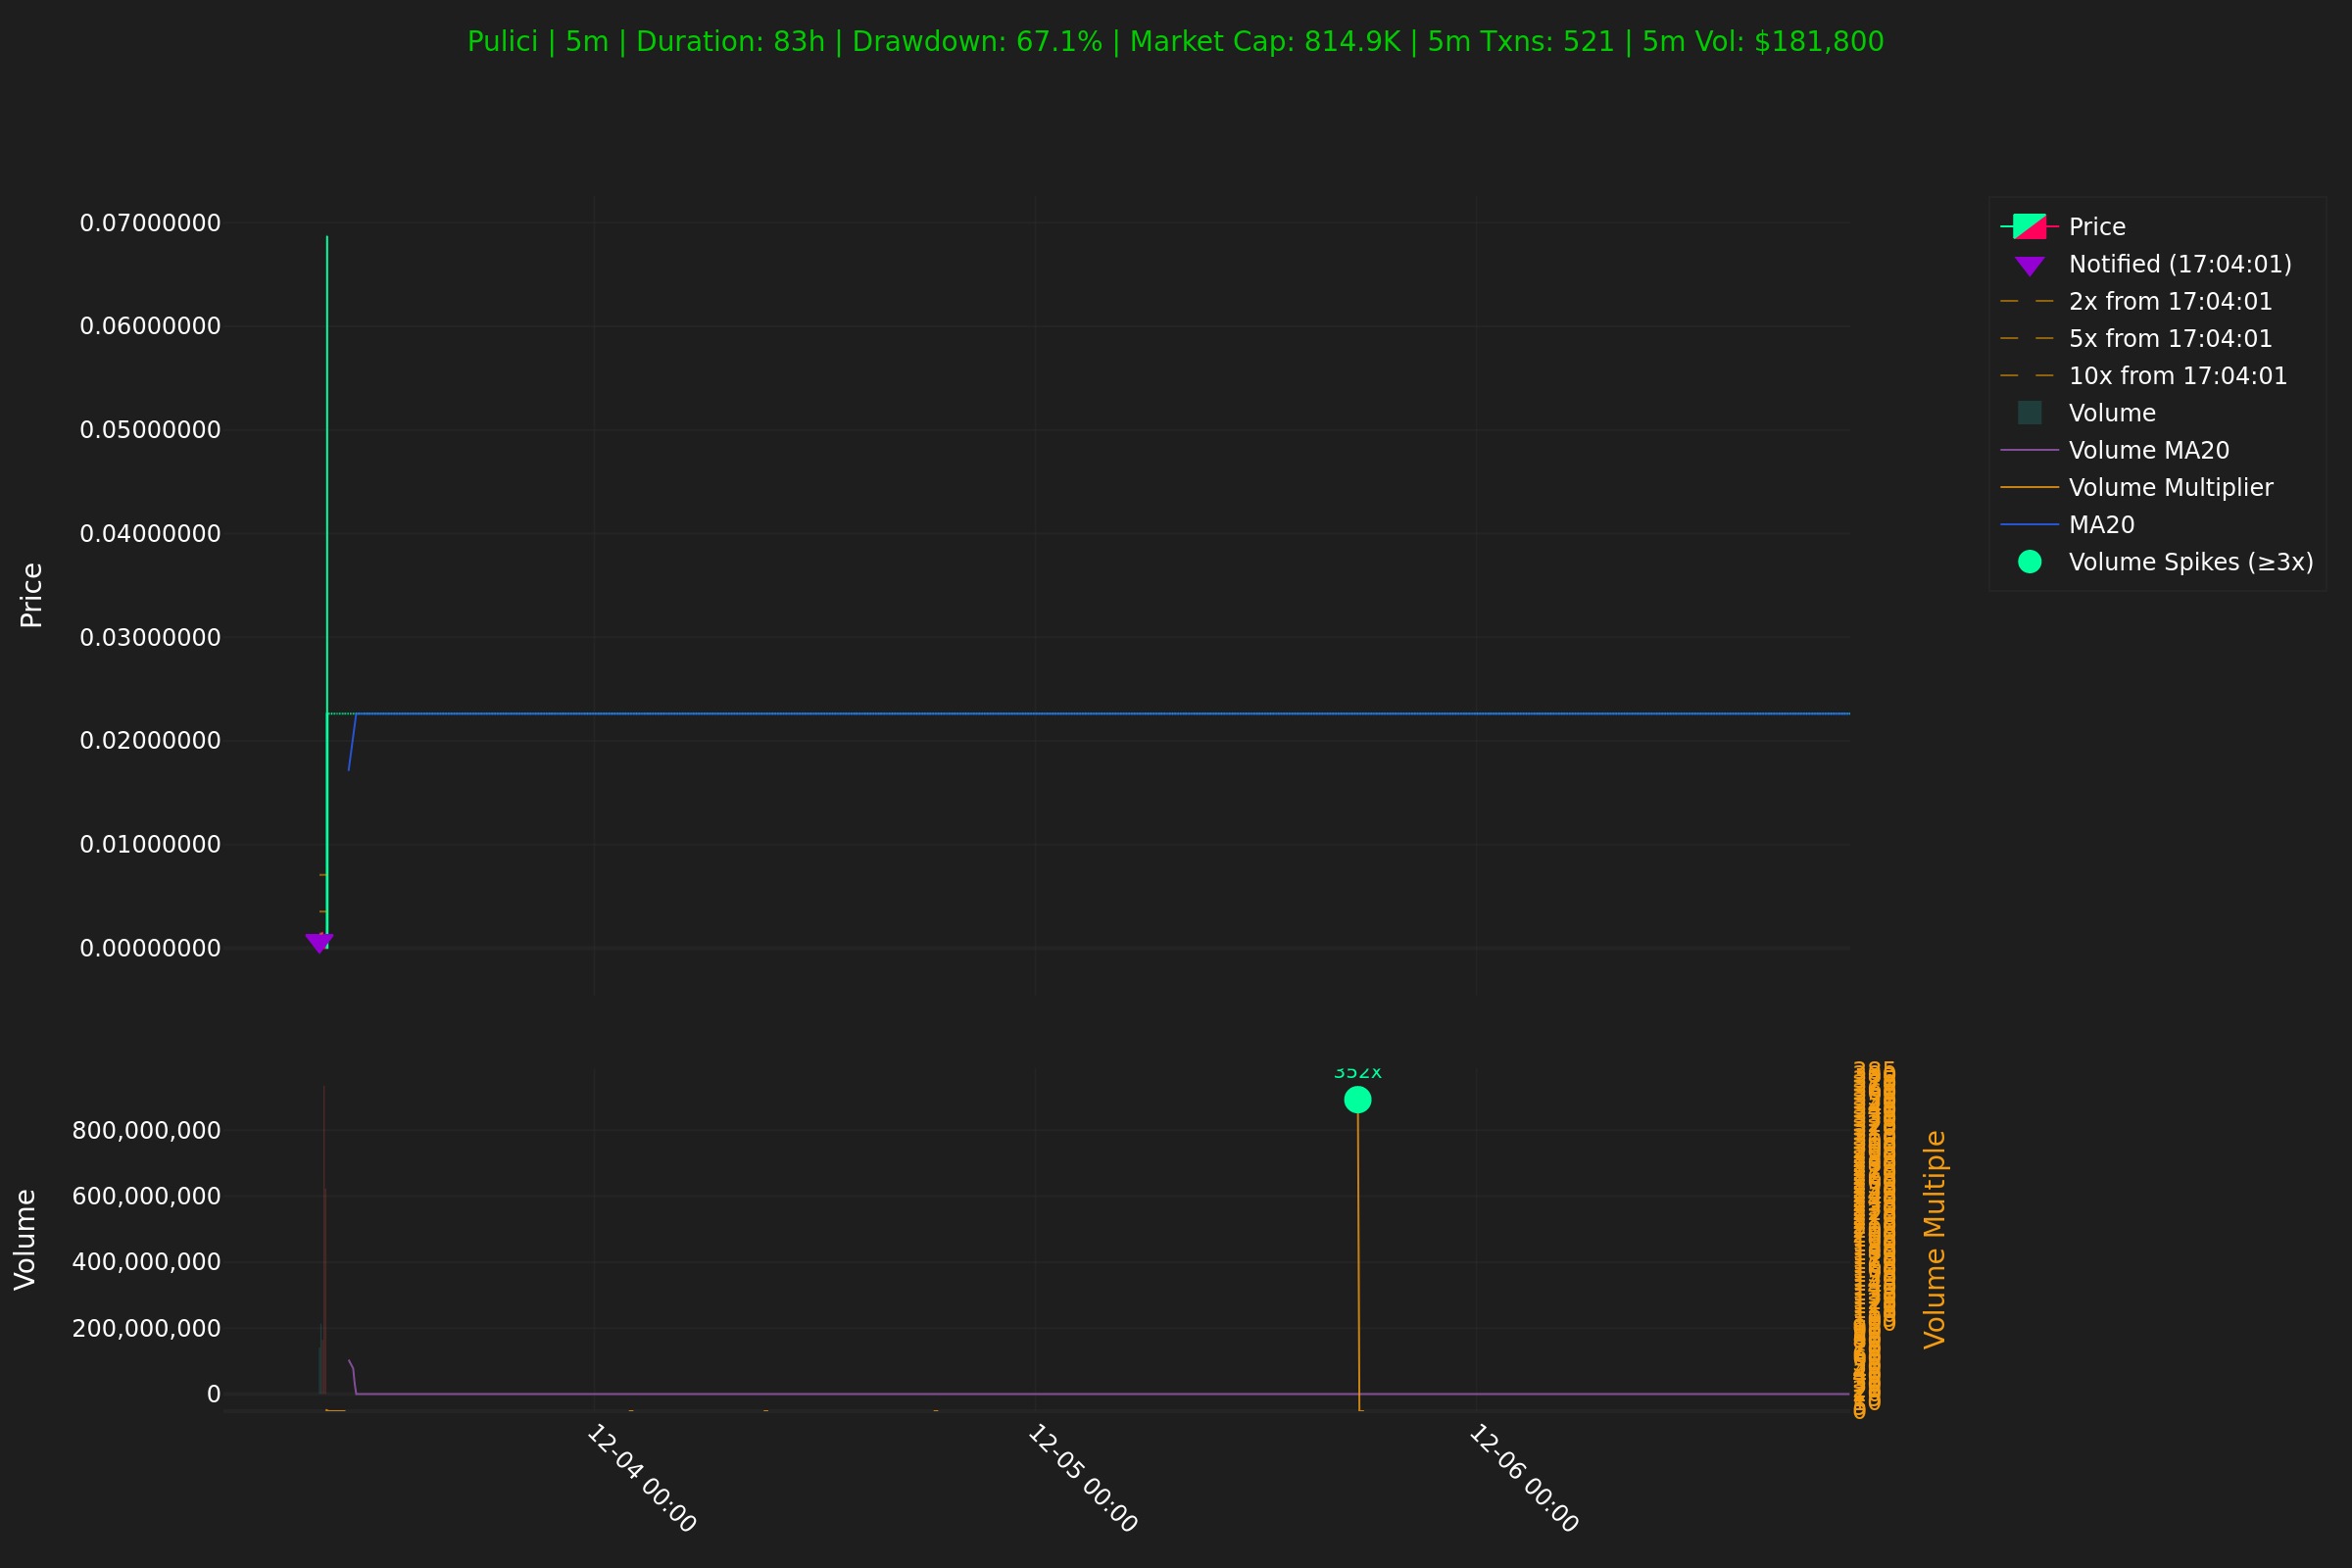 Pulici | 5m | Duration: 83h | Drawdown: 67.1% | Market Cap: 814.9K | 5m Txns: 521 | 5m Vol: $181,800
Price
0.07000000
0.06000000
0.05000000
0.04000000
0.03000000
0.02000000
0.01000000
0.00000000
Price
Notified (17:04:01)
2x from 17:04:01
5x from 17:04:01
10x from 17:04:01
Volume
Volume MA20
Volume Multiplier
MA20
Volume Spikes (≥3x)
Volume
800,000,000
600,000,000
400,000,000
200,000,000
0
352x
Volume Multiple
12-04 00:00
12-05 00:00
12-06 00:00